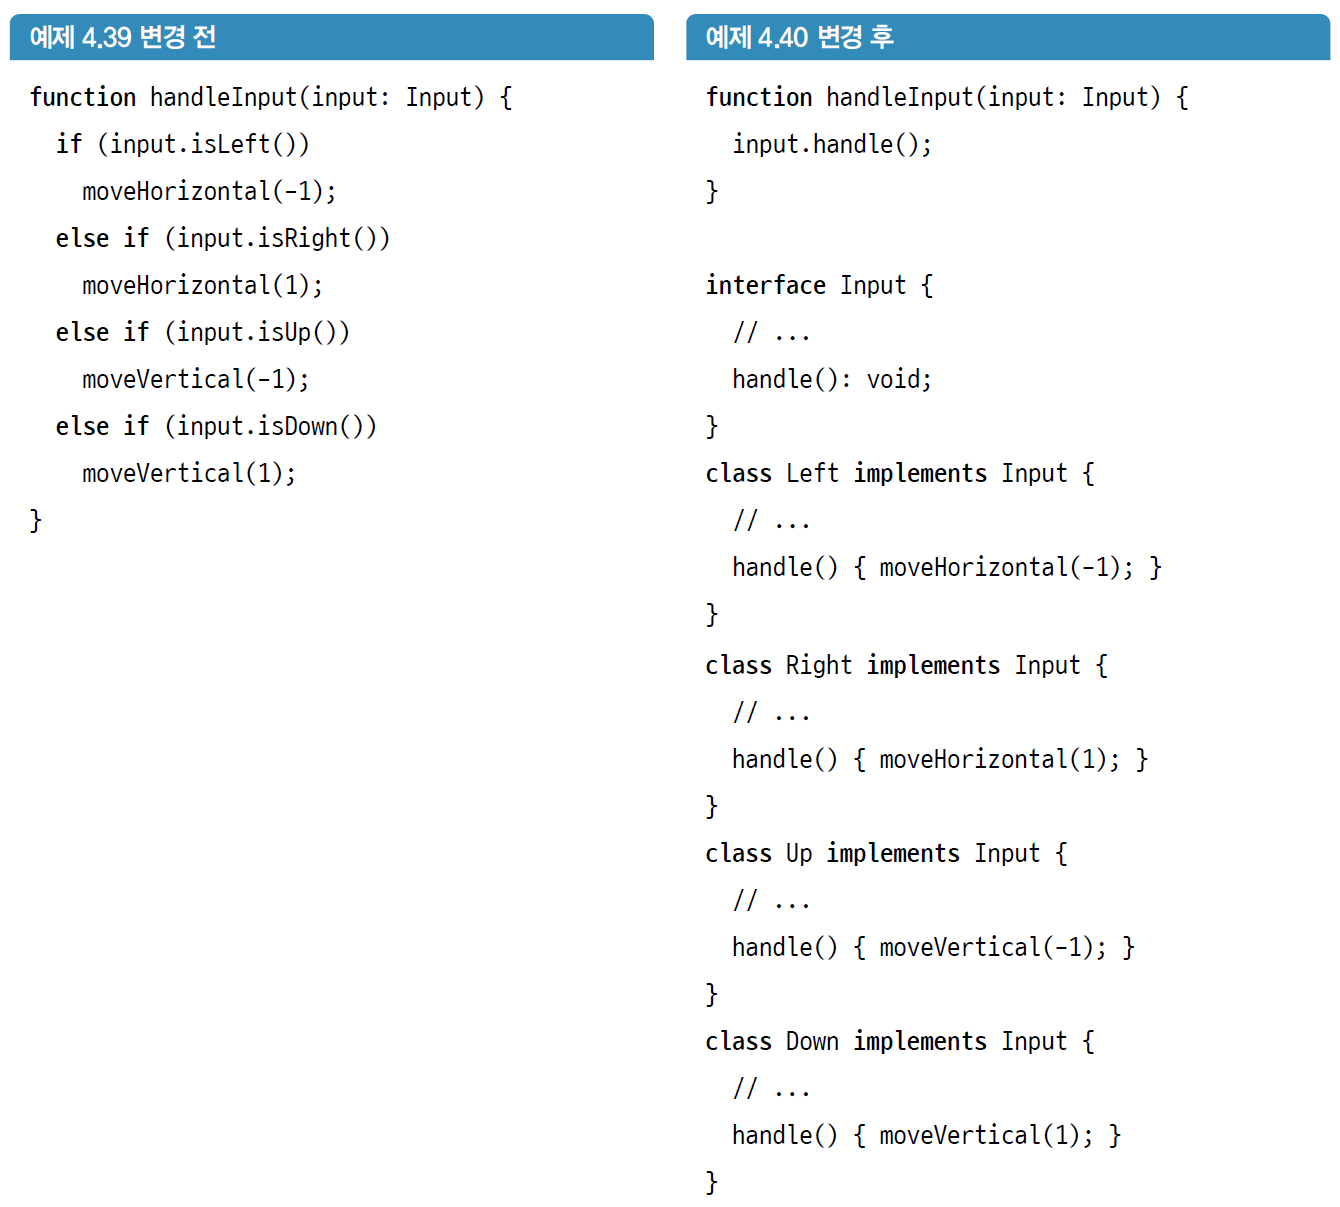 예제 4.39 변경 전
function handleInput(input: Input) {
  if (input.isLeft())
    moveHorizontal(-1);
  else if (input.isRight())
    moveHorizontal(1);
  else if (input.isUp())
    moveVertical(-1);
  else if (input.isDown())
    moveVertical(1);
}
예제 4.40 변경 후
function handleInput(input: Input) {
  input.handle();
}
interface Input {
  // ...
  handle(): void;
}
class Left implements Input {
  // ...
  handle() { moveHorizontal(-1); }
}
class Right implements Input {
  // ...
  handle() { moveHorizontal(1); }
}
class Up implements Input {
  // ...
  handle() { moveVertical(-1); }
}
class Down implements Input {
  // ...
  handle() { moveVertical(1); }
}